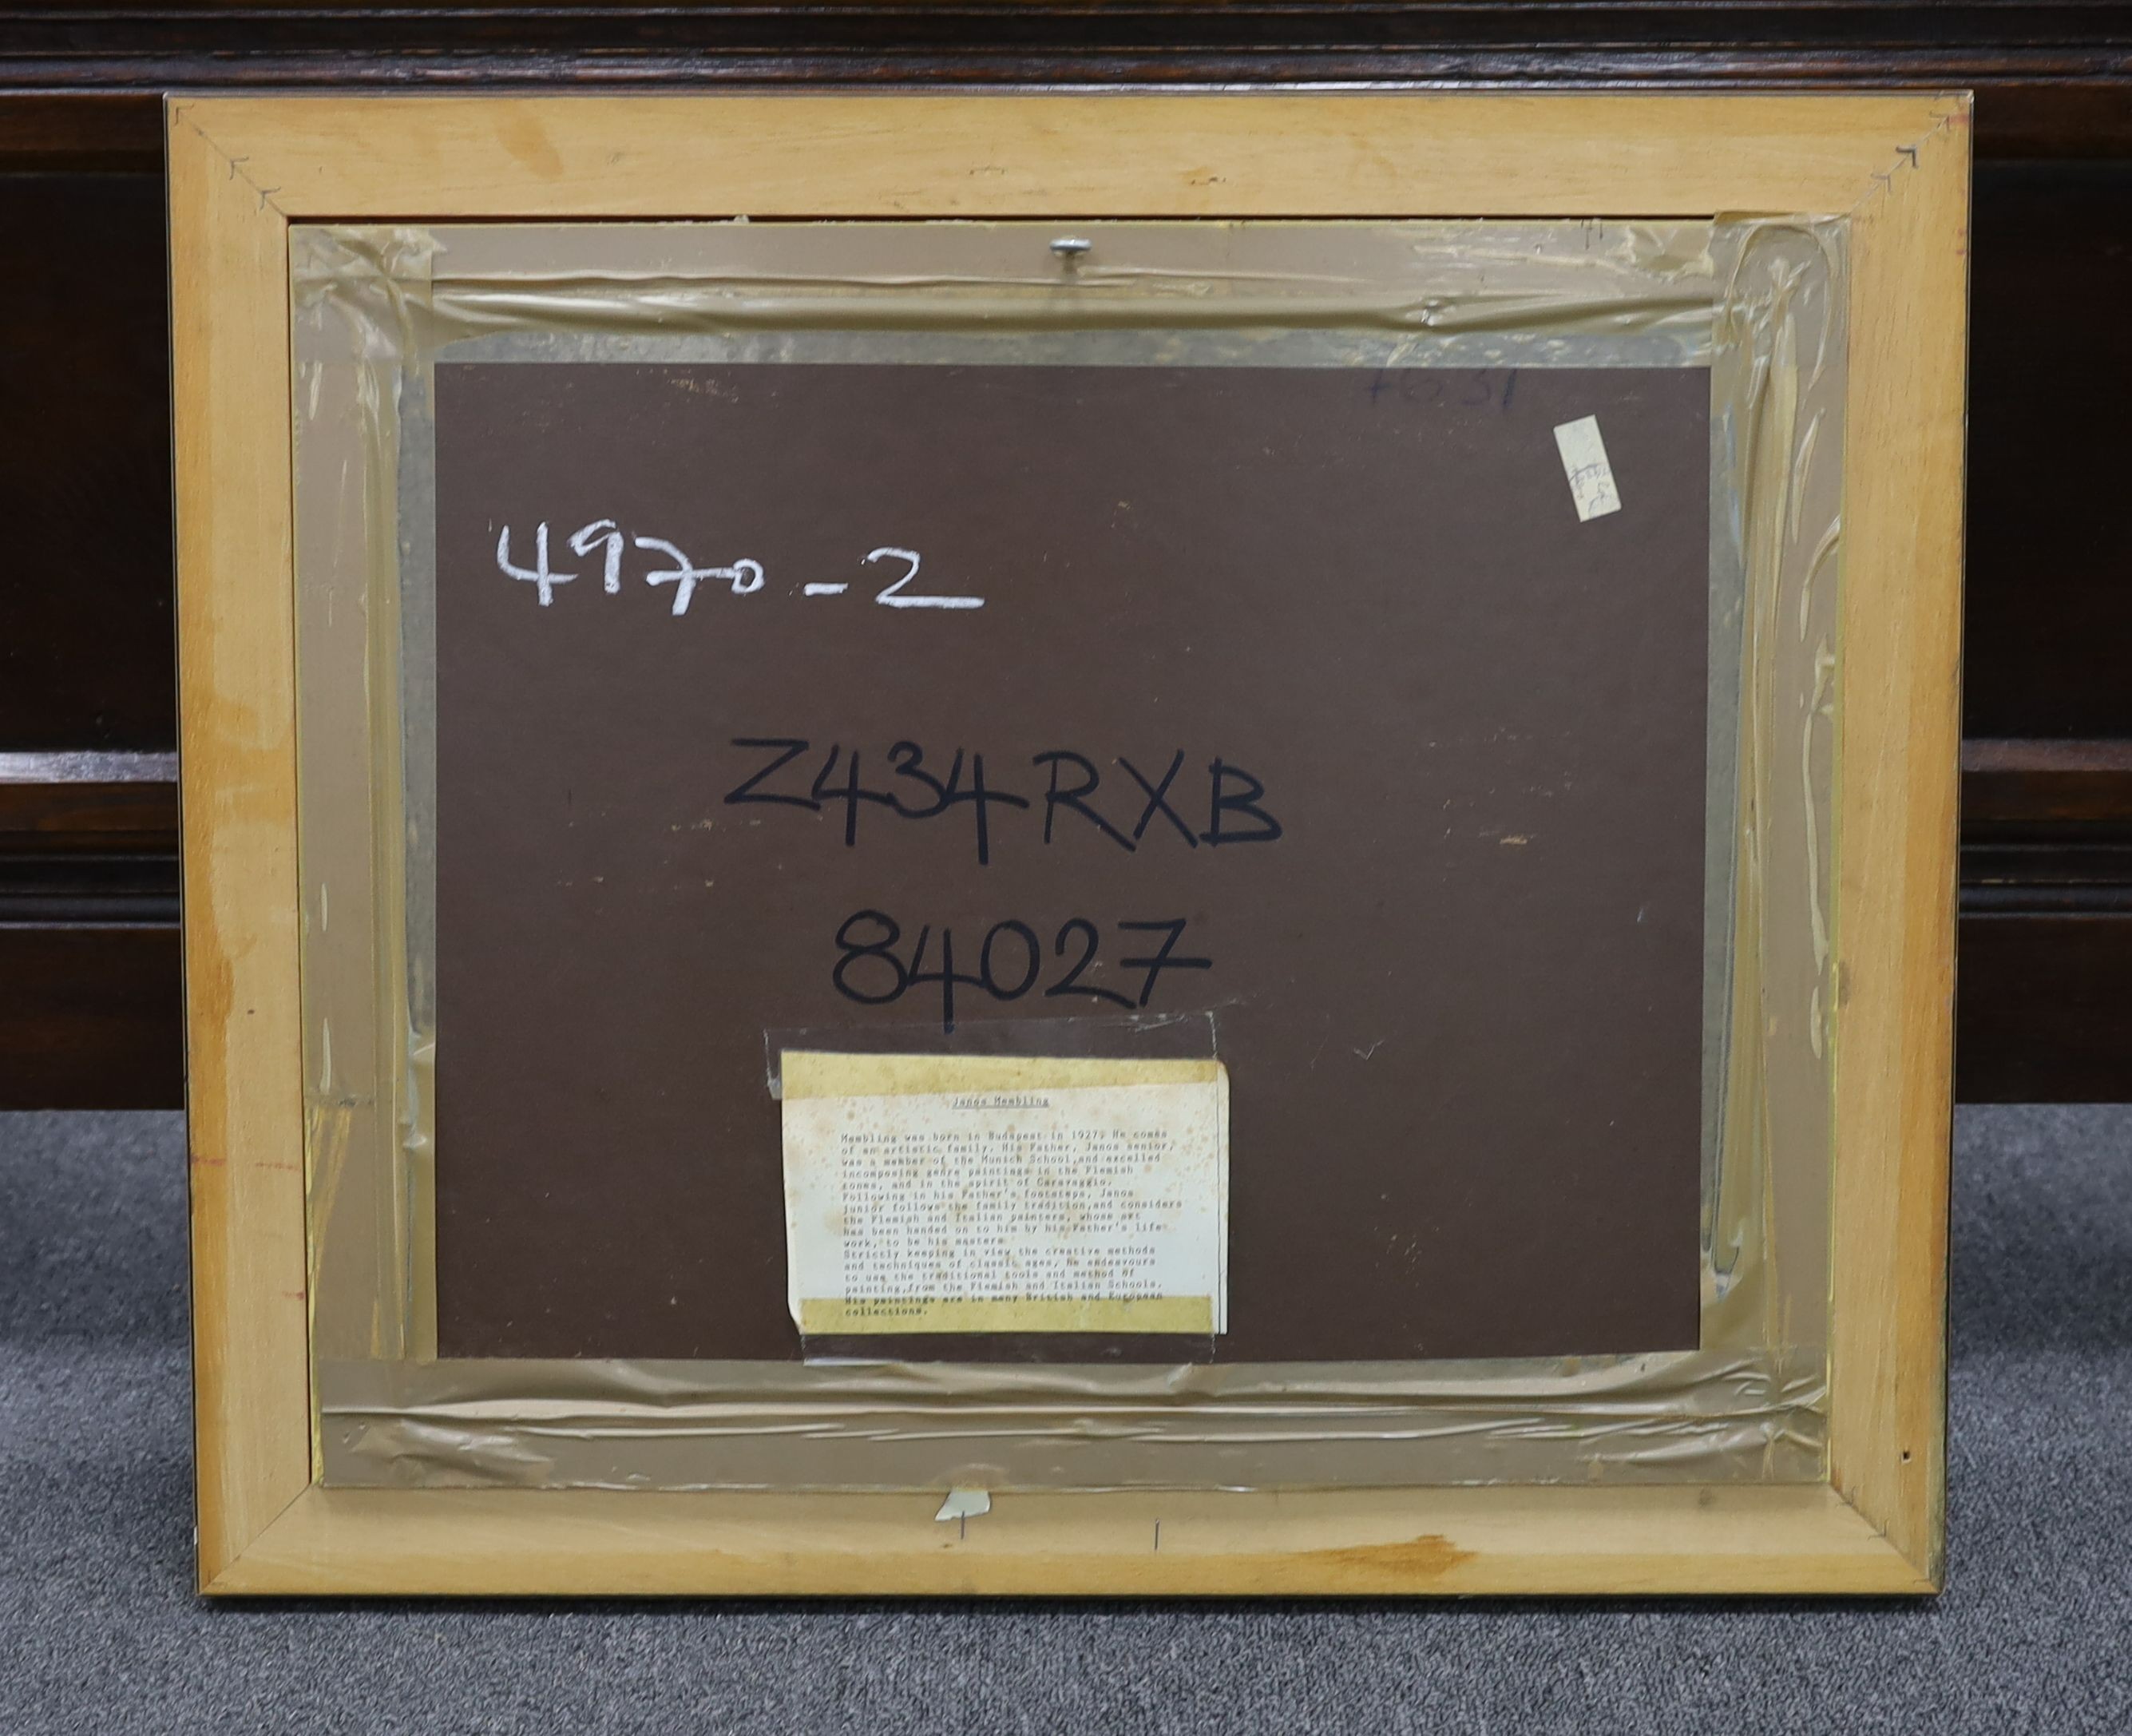 7631
4970-2
Z434RXB
84027
Janos Membling
Membling was born in Budapest in 1927. He comes
of an artistic family. His Father, Janos senior,
was a member of the Munich School,and excelled
incomposing genre paintings in the Flemish
tones, and in the spirit of Caravaggio.
Following in his Father's footsteps, Janos
junior follows the family tradition,and considers
the Flemish and Italian painters, whose art
has been handed on to him by his Father's life
work, to be his masters
Strictly keeping in view the creative methods
and techniques of classic ages, he endeavours
to use the traditional tools and method of
painting,from the Flemish and Italian Schools.
His paintings are in many British and European
collections.